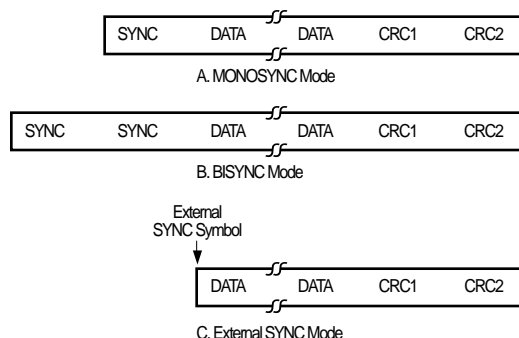 SYNC DATA DATA CRC1 CRC2
A. MONOSYNC Mode
SYNC SYNC DATA DATA CRC1 CRC2
B. BISYNC Mode
External
SYNC Symbol
DATA DATA CRC1 CRC2
C. External SYNC Mode